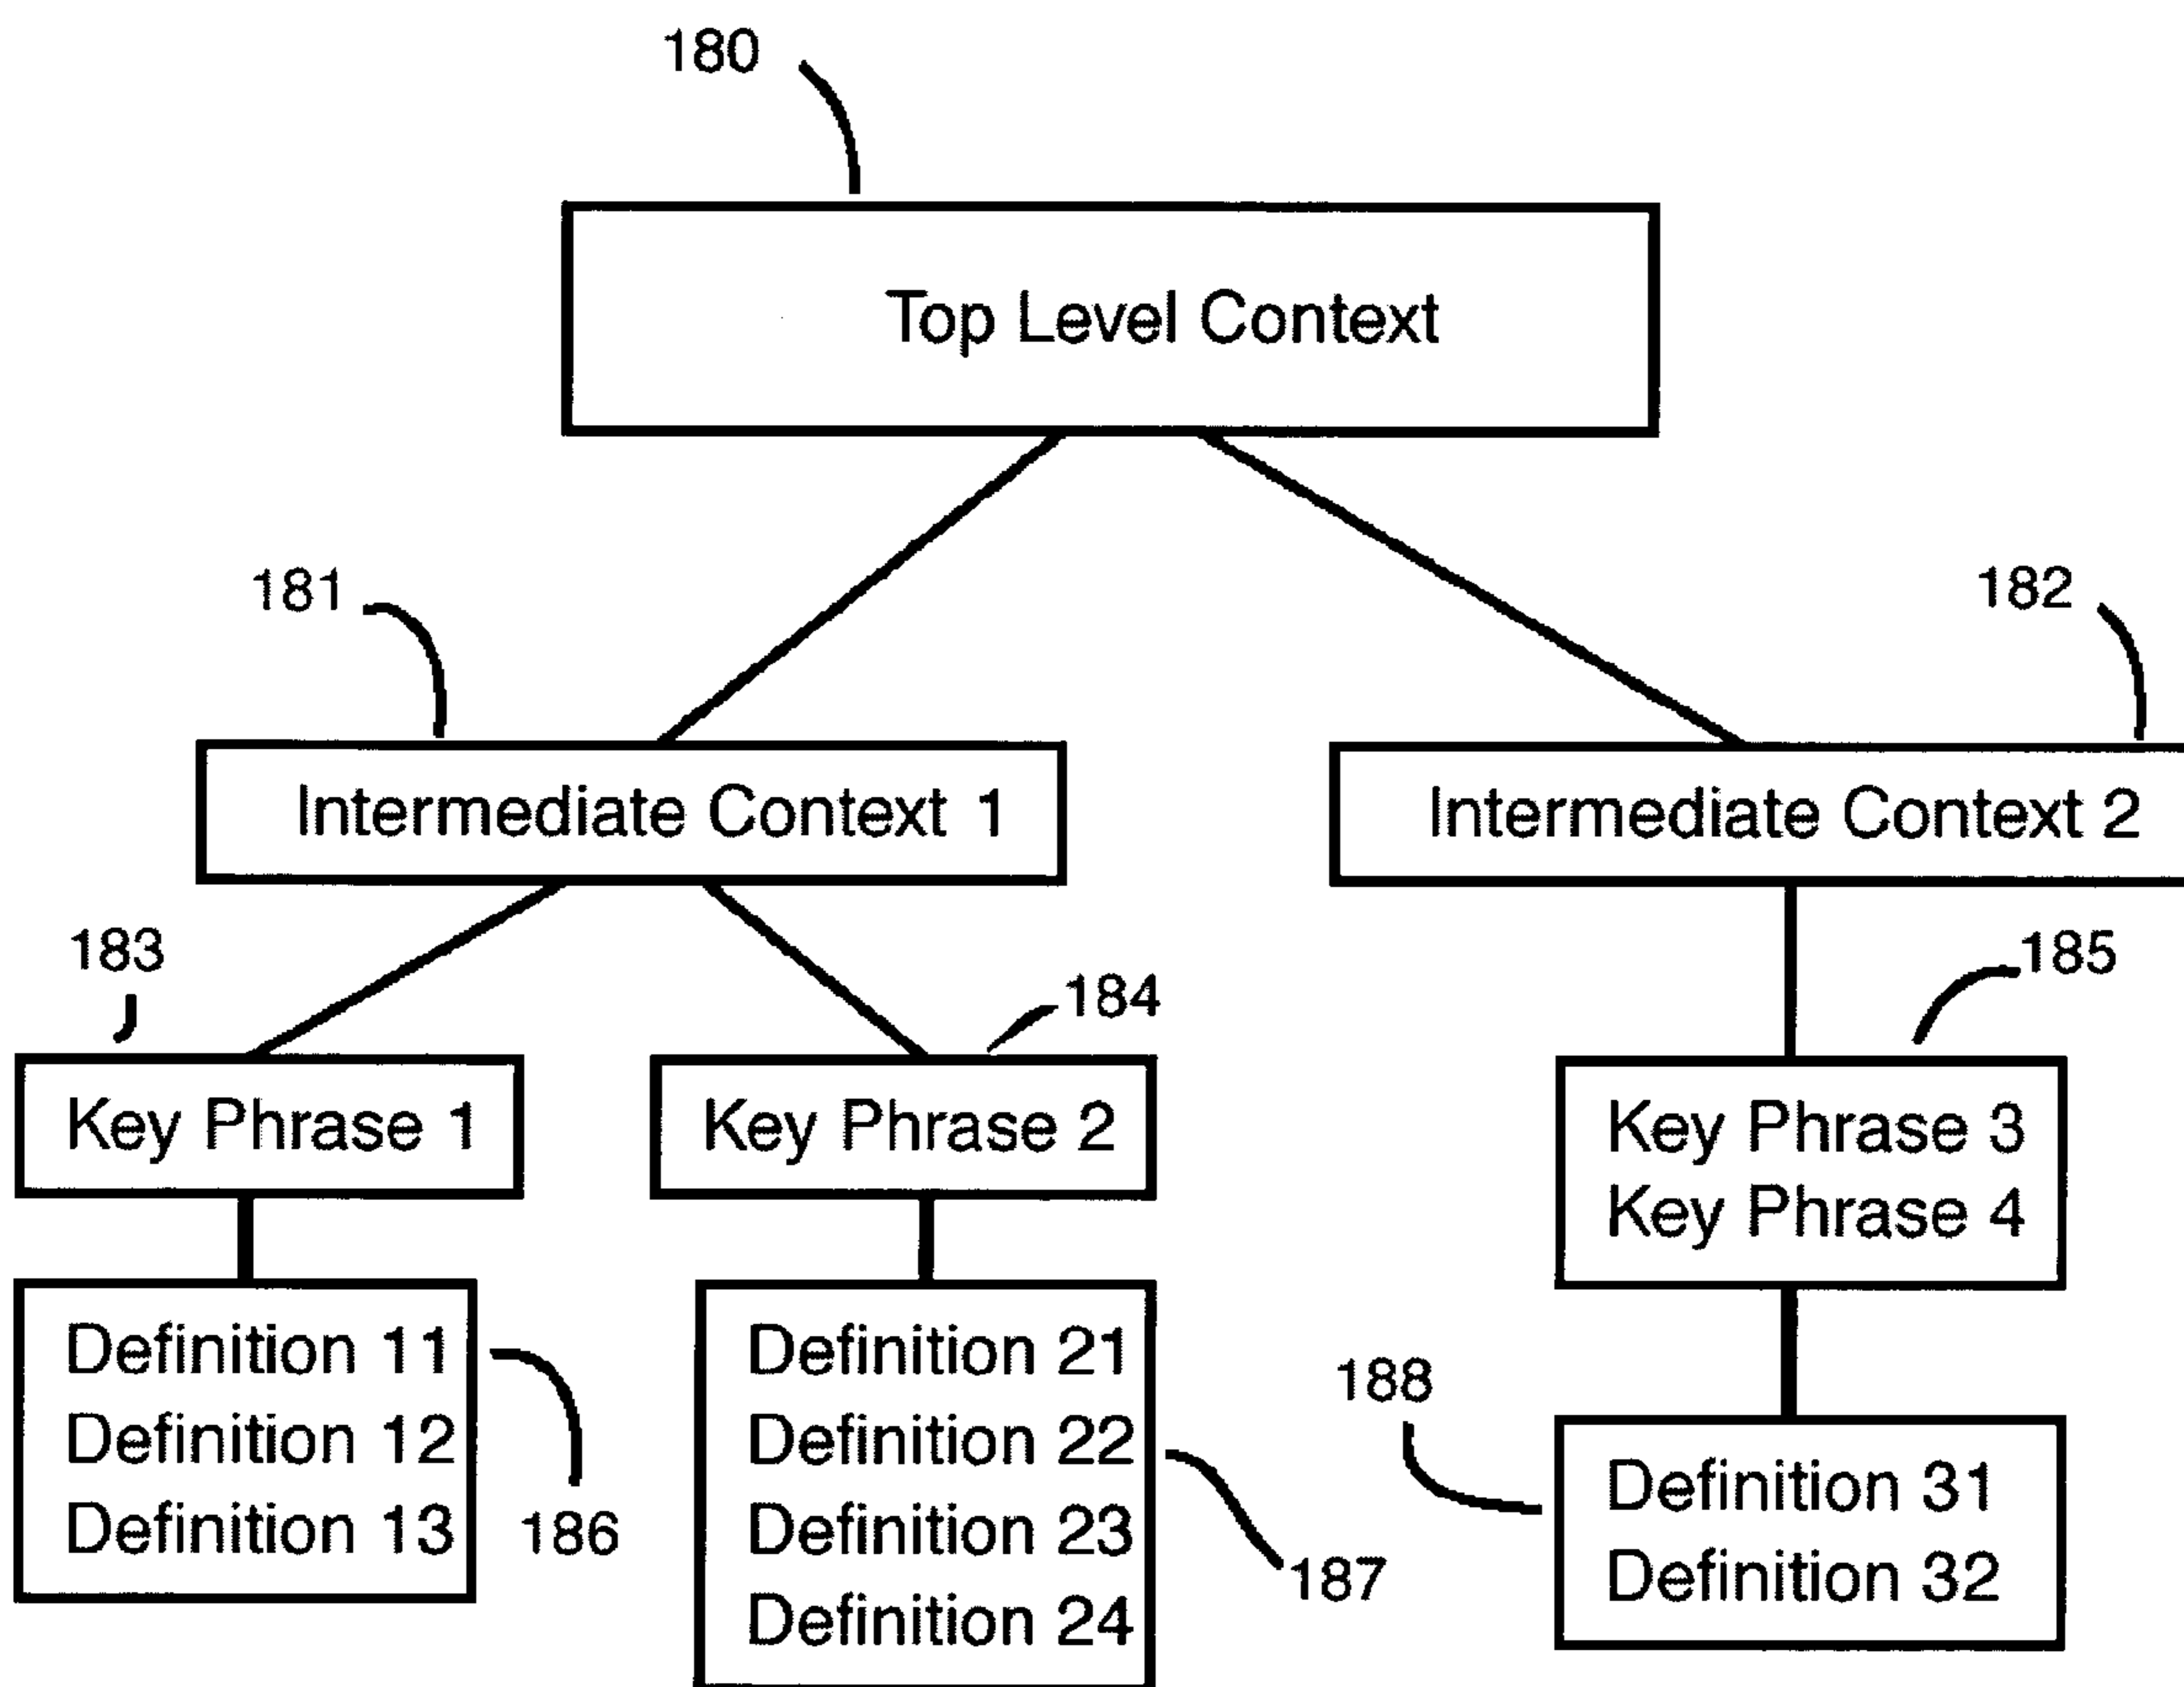 180
Top Level Context
181
182
Intermediate Context 1
Intermediate Context 2
183
184
185
Key Phrase 1
Key Phrase 2
Key Phrase 3
Key Phrase 4
Definition 11
Definition 12
Definition 13
186
Definition 21
Definition 22
Definition 23
Definition 24
187
188
Definition 31
Definition 32